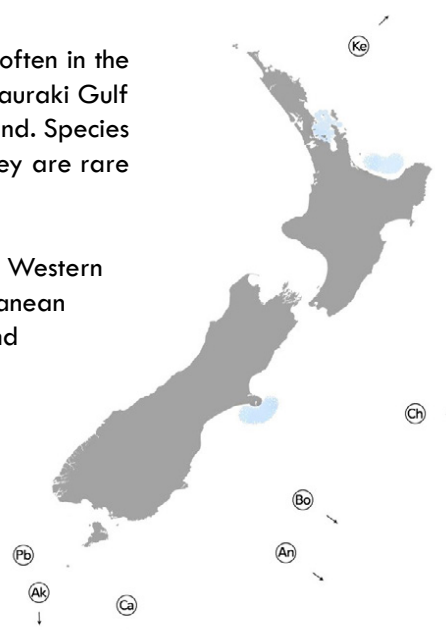 often in the
auraki Gulf
nd. Species
ey are rare
Western
anean
nd
Ke
Ch
Bo
An
Pb
Ak
Ca